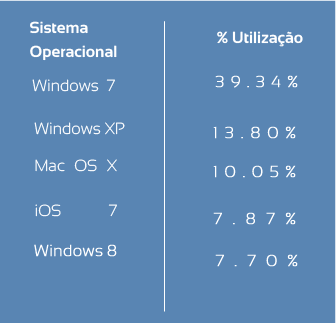 Sistema
Operacional
% Utilização
Windows 7
39.34%
Windows XP
13.80%
Mac OS X
10.05%
iOS 7
7.87%
Windows 8
7.70%